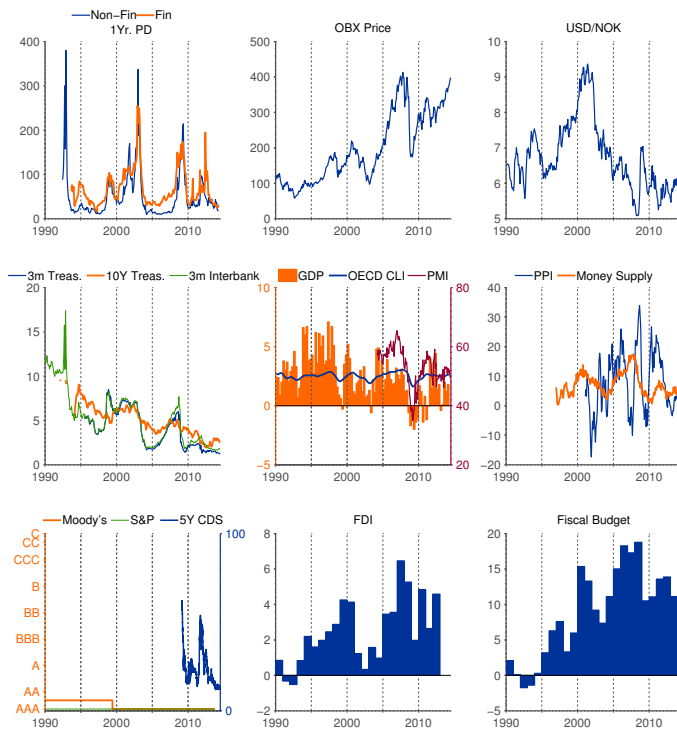 Non−Fin Fin
1Yr. PD
400
300
200
100
0
1990 2000 2010
OBX Price
500
400
300
200
100
0
1990 2000 2010
USD/NOK
10
9
8
7
6
5
1990 2000 2010
3m Treas. 10Y Treas. 3m Interbank
20
15
10
5
0
1990 2000 2010
GDP OECD CLI PMI
10
5
0
−5
80
60
40
20
1990 2000 2010
PPI Money Supply
40
30
20
10
0
−10
−20
1990 2000 2010
Moody's S&P 5Y CDS
C
CC
CCC
B
BB
BBB
A
AA
AAA
100
0
1990 2000 2010
FDI
8
6
4
2
0
−2
1990 2000 2010
Fiscal Budget
20
15
10
5
0
−5
1990 2000 2010